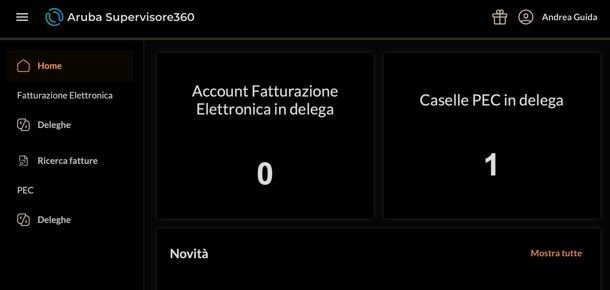 Aruba Supervisore360
Andrea Guida
Home
Fatturazione Elettronica
Deleghe
Ricerca fatture
PEC
Deleghe
Account Fatturazione
Elettronica in delega
0
Caselle PEC in delega
1
Novità
Mostra tutte